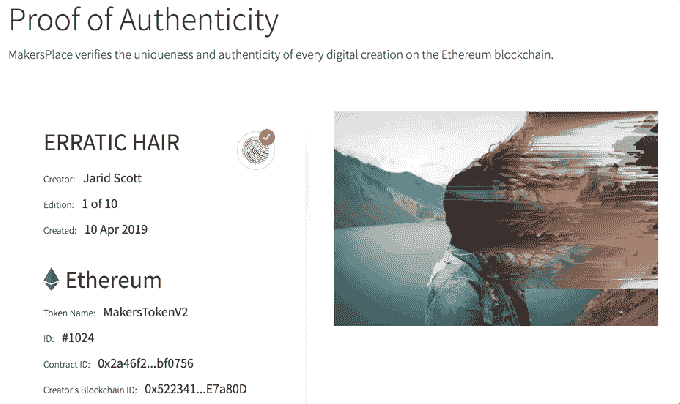 Proof of Authenticity
MakersPlace verifies the uniqueness and authenticity of every digital creation on the Ethereum blockchain.
ERRATIC HAIR
Creator: Jarid Scott
Edition: 1 of 10
Created: 10 Apr 2019
Ethereum
Token Name: MakersTokenV2
ID: #1024
Contract ID: 0x2a46f2...bf0756
Creator's Blockchain ID: 0x522341...E7a80D